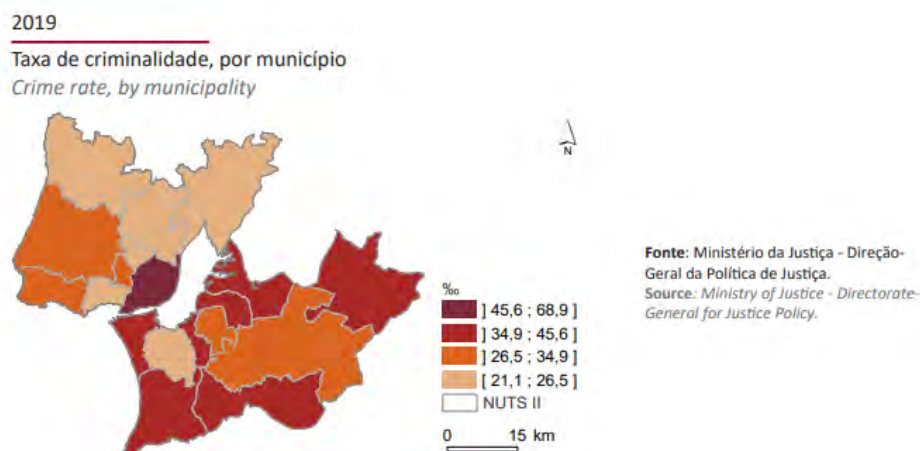 2019
Taxa de criminalidade, por município
Crime rate, by municipality
N
Fonte: Ministério da Justiça - Direção-
Geral da Política de Justiça.
Source: Ministry of Justice - Directorate-
General for Justice Policy.
‰
] 45,6 ; 68,9 ]
] 34,9 ; 45,6 ]
] 26,5 ; 34,9 ]
[ 21,1 ; 26,5 ]
NUTS II
0 15 km